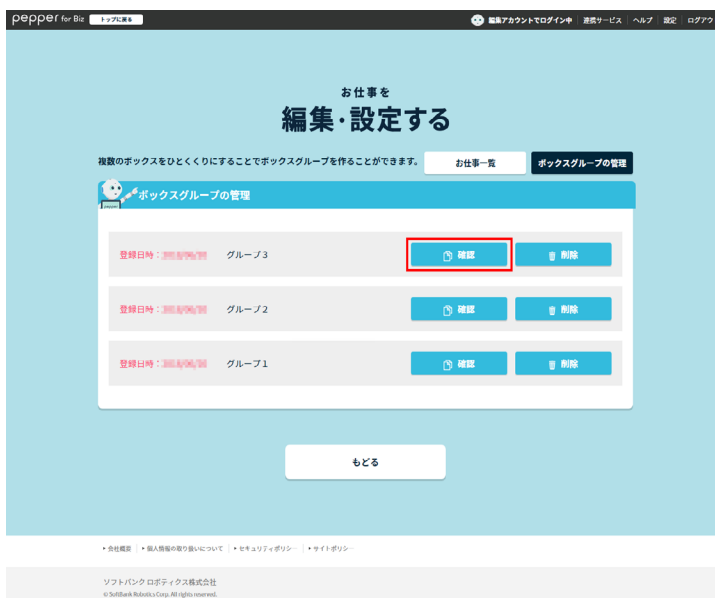 pepper for Biz トップに戻る 編集アカウントでログイン中 連携サービス ヘルプ 設定 ログアウ
お仕事を
編集・設定する
複数のボックスをひとくくりにすることでボックスグループを作ることができます。 お仕事一覧 ボックスグループの管理
ボックスグループの管理
登録日時: グループ3 確認 削除
登録日時: グループ2 確認 削除
登録日時: グループ1 確認 削除
もどる
会社概要 個人情報の取り扱いについて セキュリティポリシー サイトポリシー
ソフトバンク ロボティクス株式会社
© SoftBank Robotics Corp. All rights reserved.